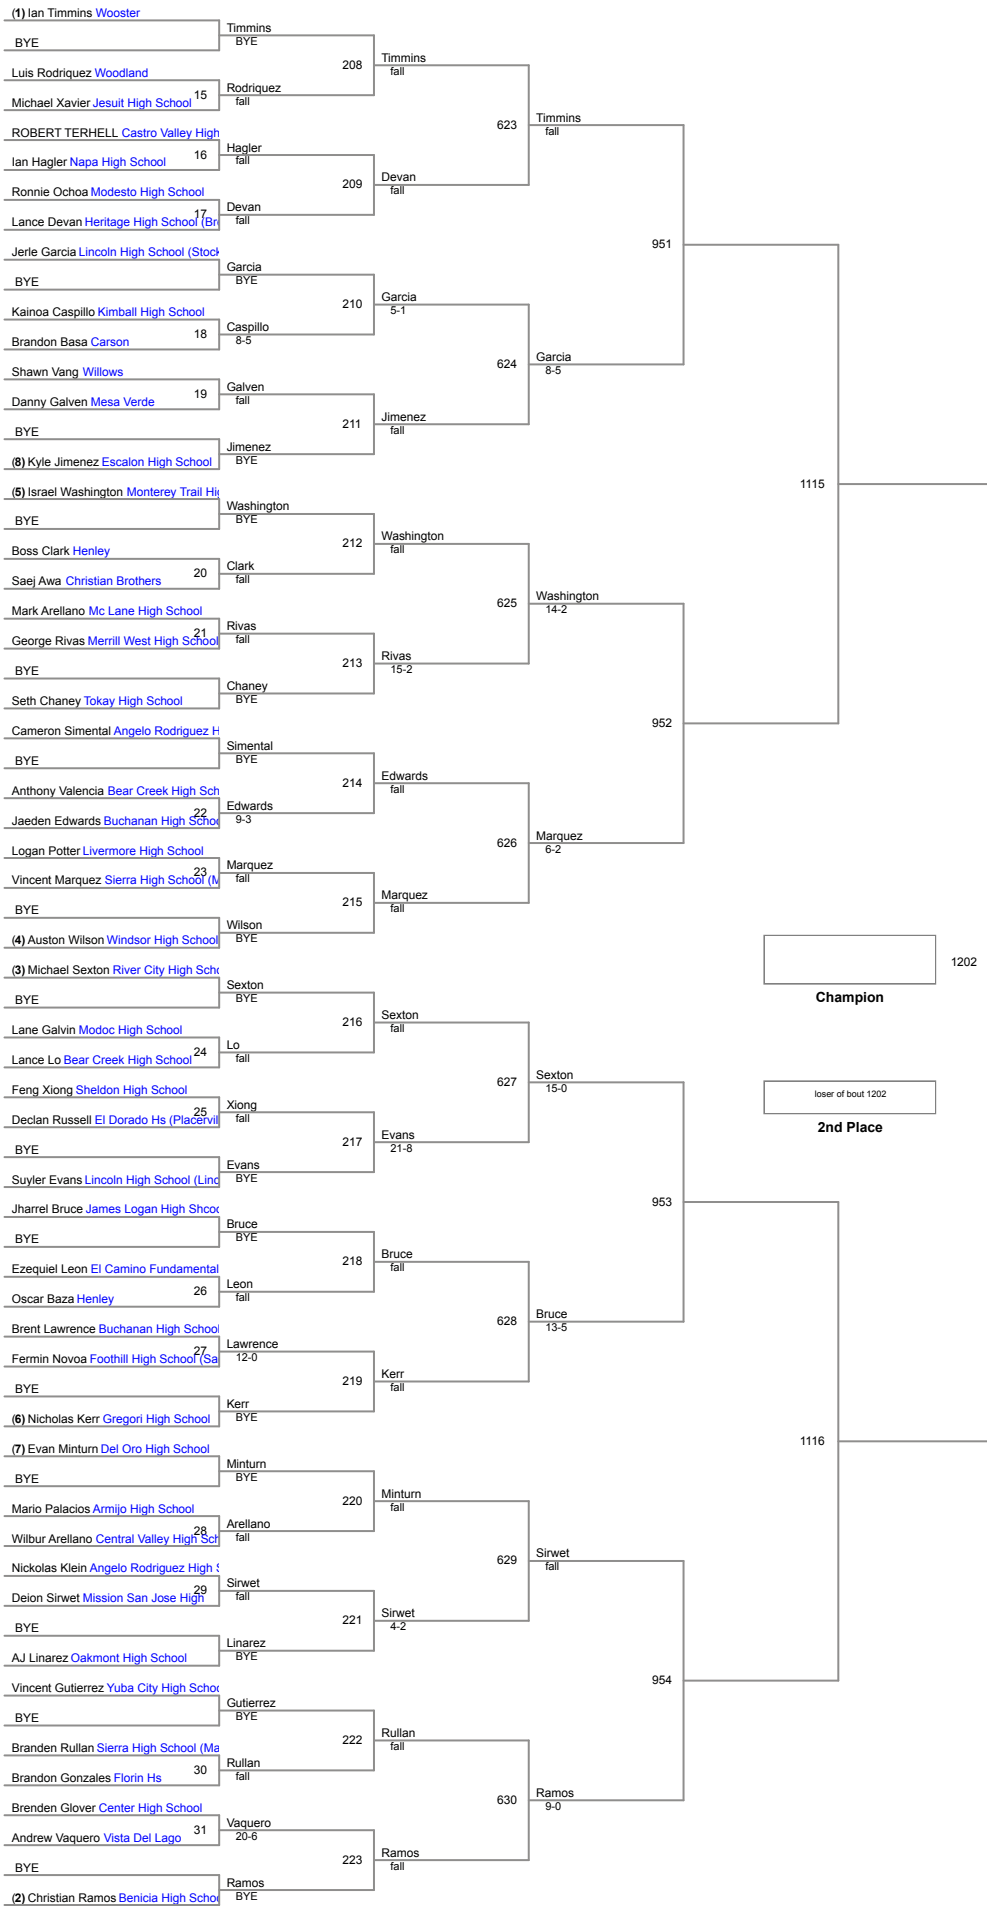 (1) Ian Timmins Wooster
Timmins
BYE
BYE
208
Timmins
fall
Luis Rodriquez Woodland
15
Rodriquez
fall
Michael Xavier Jesuit High School
623
Timmins
fall
ROBERT TERHELL Castro Valley High
16
Hagler
fall
Ian Hagler Napa High School
209
Devan
fall
Ronnie Ochoa Modesto High School
17
Devan
fall
Lance Devan Heritage High School (Br
951
Jerle Garcia Lincoln High School (Stock
Garcia
BYE
BYE
210
Garcia
5-1
Kainoa Caspillo Kimball High School
18
Caspillo
8-5
Brandon Basa Carson
624
Garcia
8-5
Shawn Vang Willows
19
Galven
fall
Danny Galven Mesa Verde
211
Jimenez
fall
BYE
Jimenez
BYE
(8) Kyle Jimenez Escalon High School
1115
(5) Israel Washington Monterey Trail Hi
Washington
BYE
BYE
212
Washington
fall
Boss Clark Henley
20
Clark
fall
Saej Awa Christian Brothers
625
Washington
14-2
Mark Arellano Mc Lane High School
21
Rivas
fall
George Rivas Merrill West High School
213
Rivas
15-2
BYE
Chaney
BYE
Seth Chaney Tokay High School
952
Cameron Simental Angelo Rodriguez H
Simental
BYE
BYE
214
Edwards
fall
Anthony Valencia Bear Creek High Sch
22
Edwards
9-3
Jaeden Edwards Buchanan High Schoo
626
Marquez
6-2
Logan Potter Livermore High School
23
Marquez
fall
Vincent Marquez Sierra High School (M
215
Marquez
fall
BYE
Wilson
BYE
(4) Auston Wilson Windsor High School
1202
Champion
(3) Michael Sexton River City High Scho
Sexton
BYE
BYE
216
Sexton
fall
Lane Galvin Modoc High School
24
Lo
fall
Lance Lo Bear Creek High School
627
Sexton
15-0
loser of bout 1202
2nd Place
Feng Xiong Sheldon High School
25
Xiong
fall
Declan Russell El Dorado Hs (Placervil
217
Evans
21-8
BYE
Evans
BYE
Suyler Evans Lincoln High School (Linc
953
Jharrel Bruce James Logan High Shcoo
Bruce
BYE
BYE
218
Bruce
fall
Ezequiel Leon El Camino Fundamental
26
Leon
fall
Oscar Baza Henley
628
Bruce
13-5
Brent Lawrence Buchanan High School
27
Lawrence
12-0
Fermin Novoa Foothill High School (Sa
219
Kerr
fall
BYE
Kerr
BYE
(6) Nicholas Kerr Gregori High School
1116
(7) Evan Minturn Del Oro High School
Minturn
BYE
BYE
220
Minturn
fall
Mario Palacios Armijo High School
28
Arellano
fall
Wilbur Arellano Central Valley High Sch
629
Sirwet
fall
Nickolas Klein Angelo Rodriguez High S
29
Sirwet
fall
Deion Sirwet Mission San Jose High
221
Sirwet
4-2
BYE
Linarez
BYE
AJ Linarez Oakmont High School
954
Vincent Gutierrez Yuba City High Schoo
Gutierrez
BYE
BYE
222
Rullan
fall
Branden Rullan Sierra High School (Ma
30
Rullan
fall
Brandon Gonzales Florin Hs
630
Ramos
9-0
Brenden Glover Center High School
31
Vaquero
20-6
Andrew Vaquero Vista Del Lago
223
Ramos
fall
BYE
Ramos
BYE
(2) Christian Ramos Benicia High Schoo